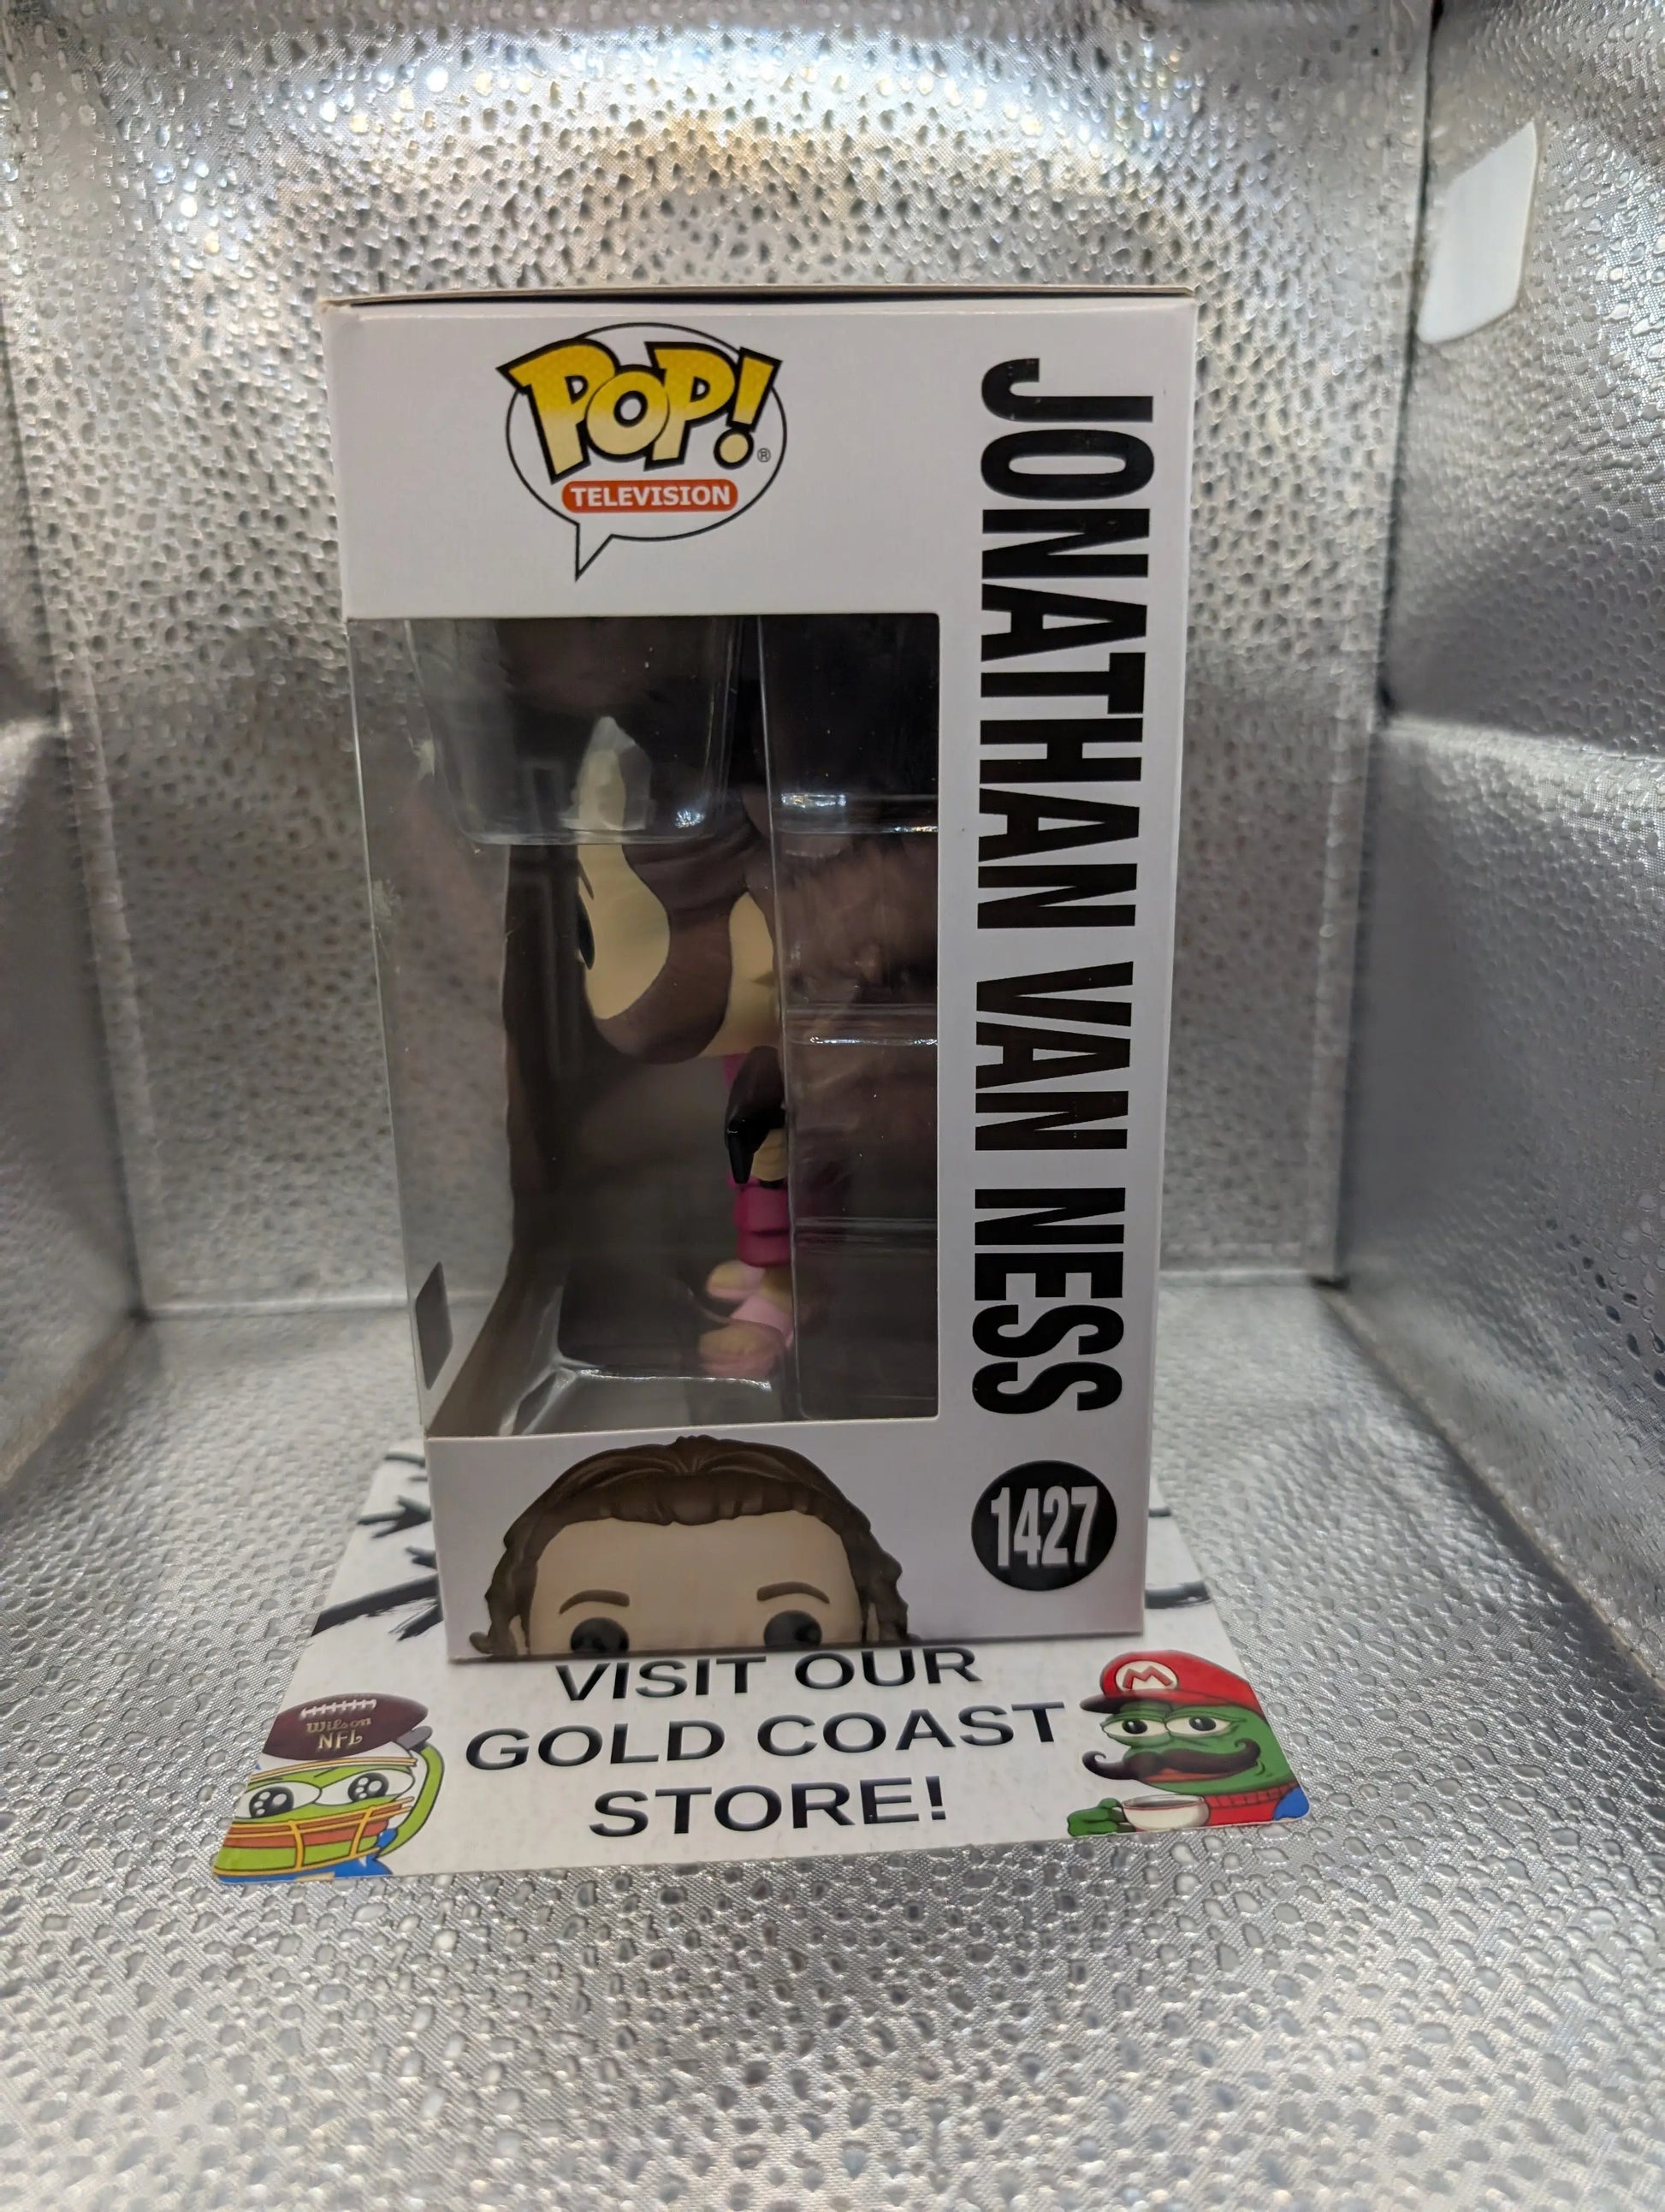 POP!
®
TELEVISION
JONATHAN VAN NESS
1427
VISIT OUR
GOLD COAST
STORE!
Wilson
NFL
M